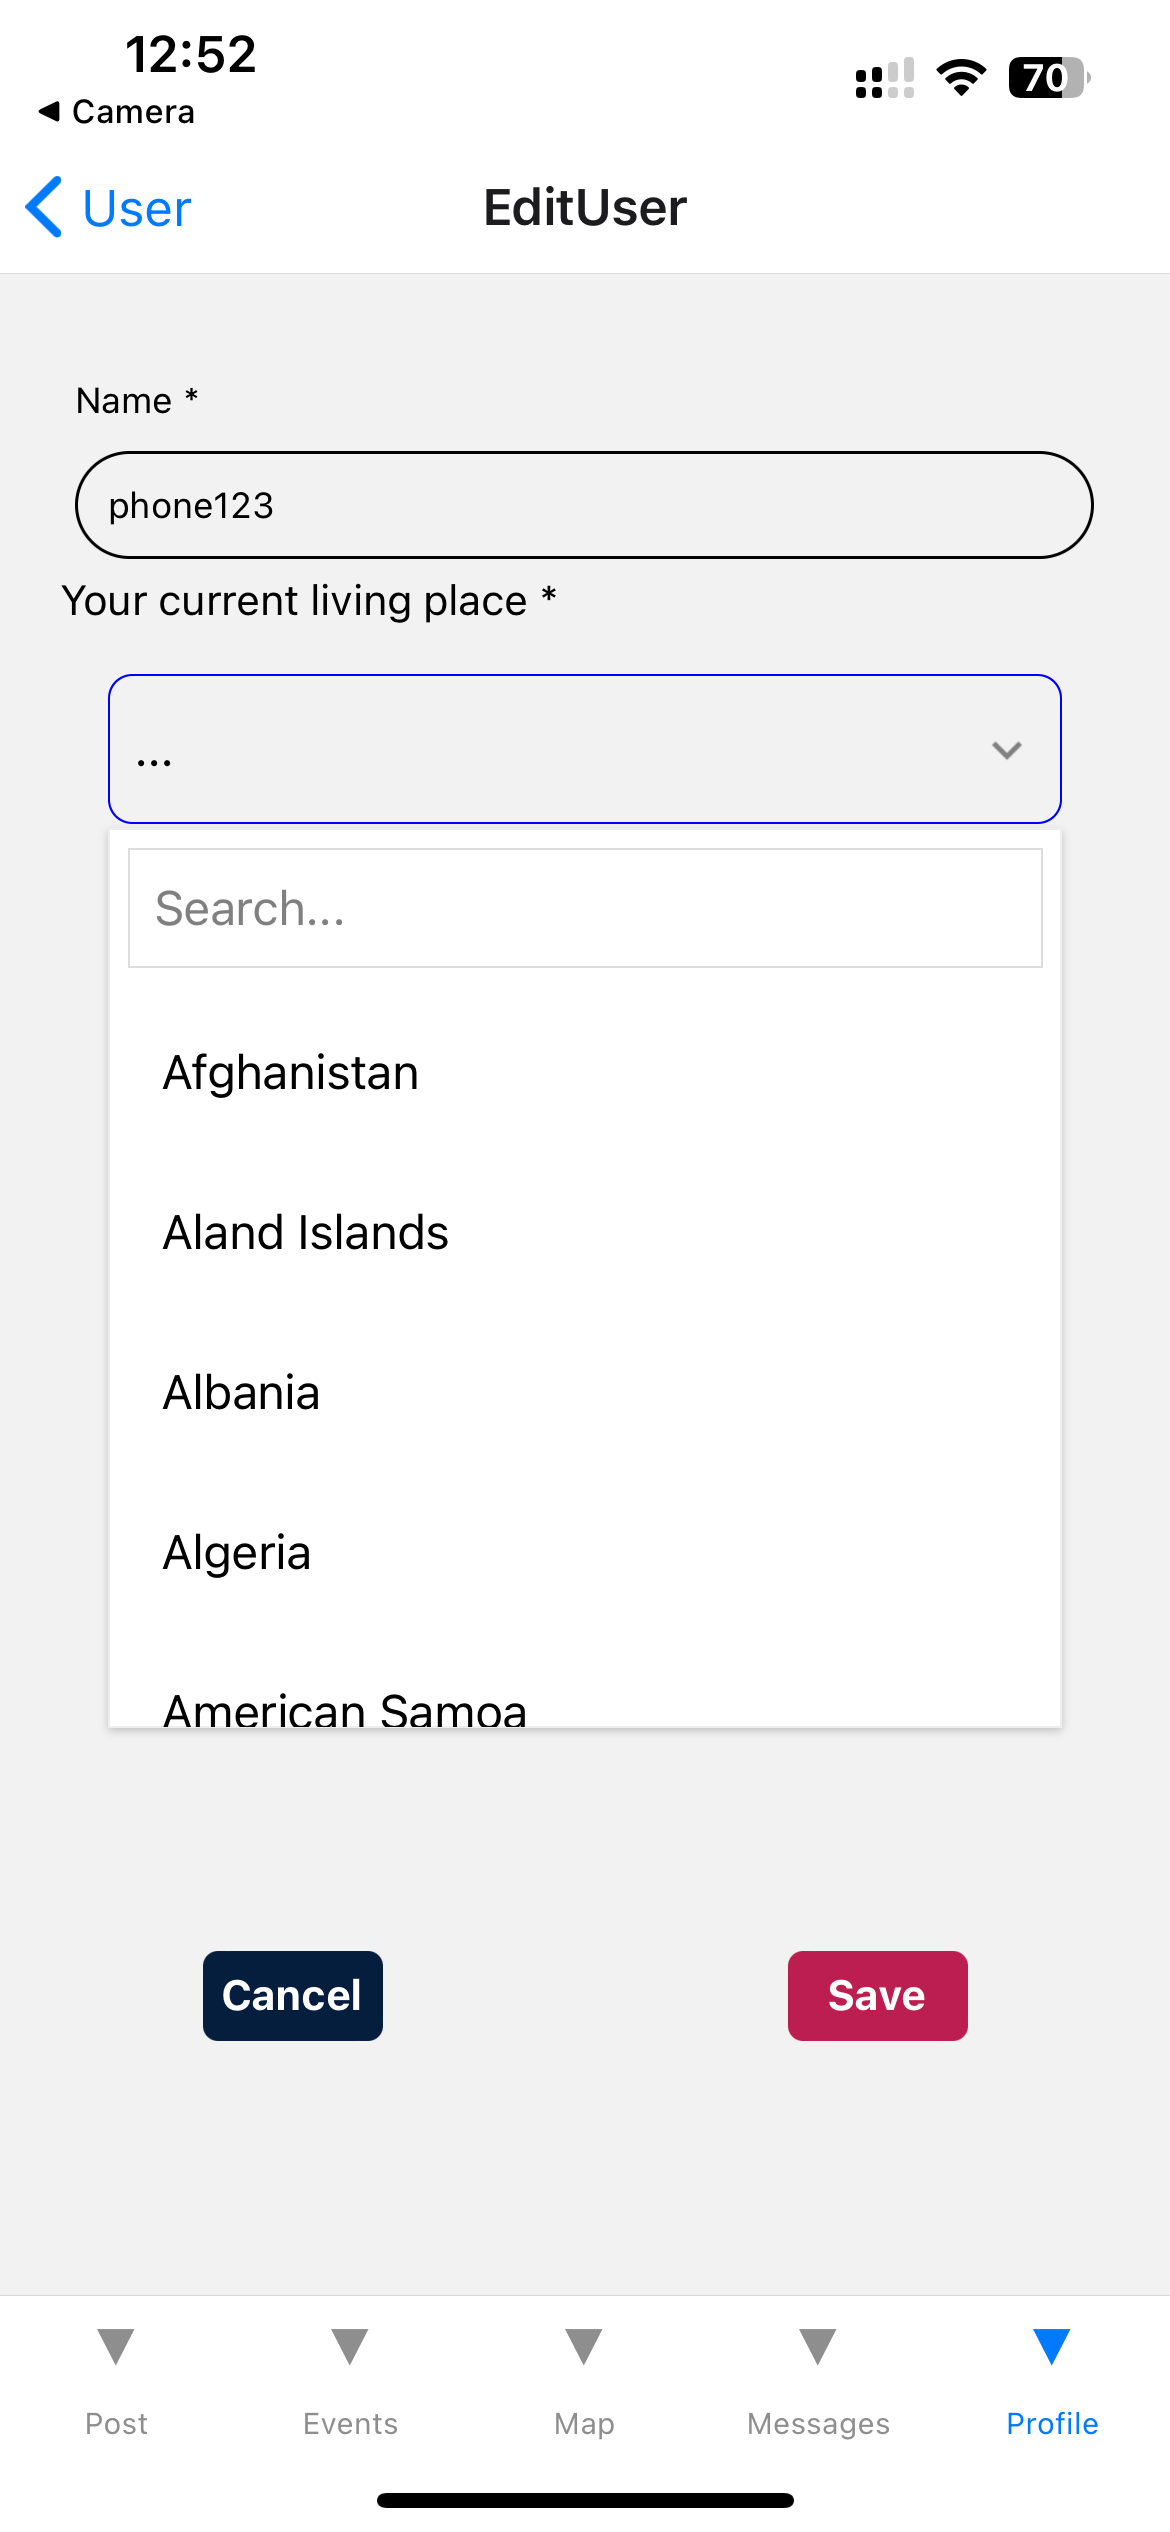 12:52
70
◀ Camera
User
EditUser
Name *
phone123
Your current living place *
...
Search...
Afghanistan
Aland Islands
Albania
Algeria
American Samoa
Cancel
Save
Post
Events
Map
Messages
Profile